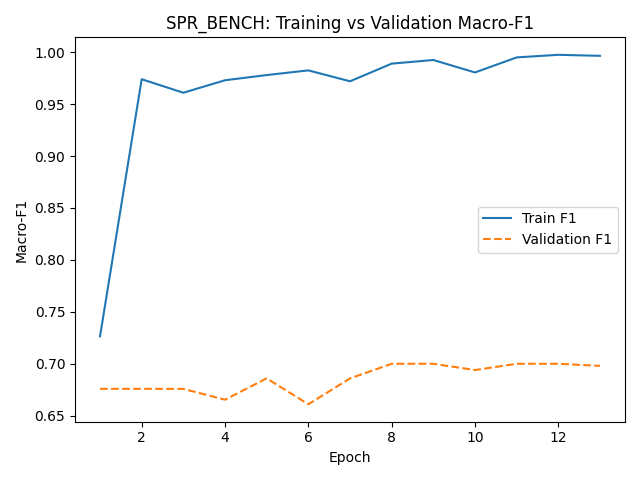 SPR_BENCH: Training vs Validation Macro-F1
Macro-F1
1.00
0.95
0.90
0.85
0.80
0.75
0.70
0.65
Train F1
Validation F1
2 4 6 8 10 12
Epoch